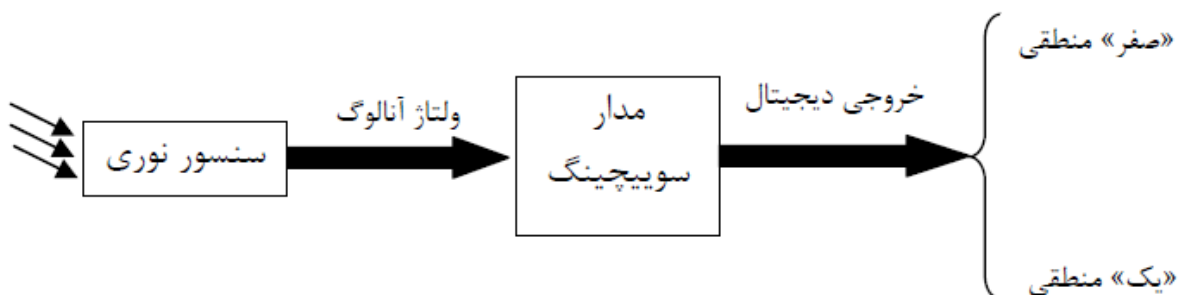 سنسور نوری
ولتاژ آنالوگ
مدار
سوییچینگ
خروجی دیجیتال
«صفر» منطقی
«یک» منطقی